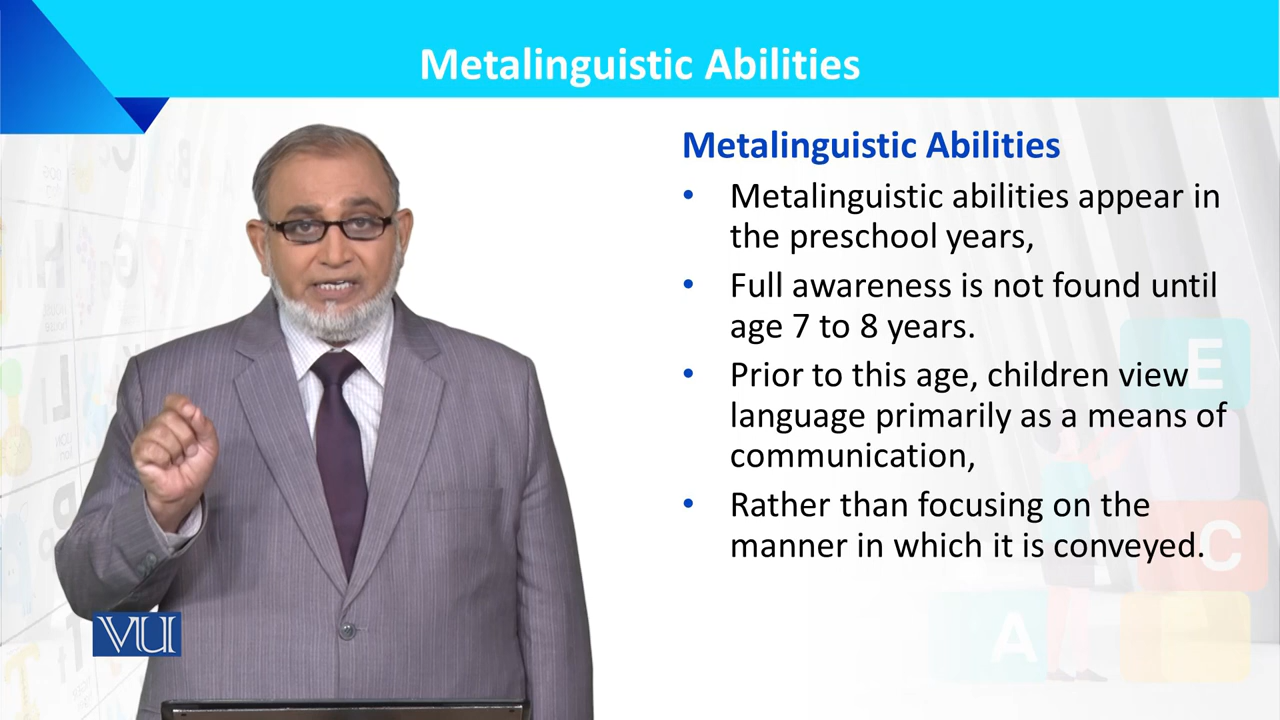 Metalinguistic Abilities
Metalinguistic Abilities
• Metalinguistic abilities appear in
the preschool years,
• Full awareness is not found until
age 7 to 8 years.
• Prior to this age, children view
language primarily as a means of
communication,
• Rather than focusing on the
manner in which it is conveyed.
VU
E
C
A